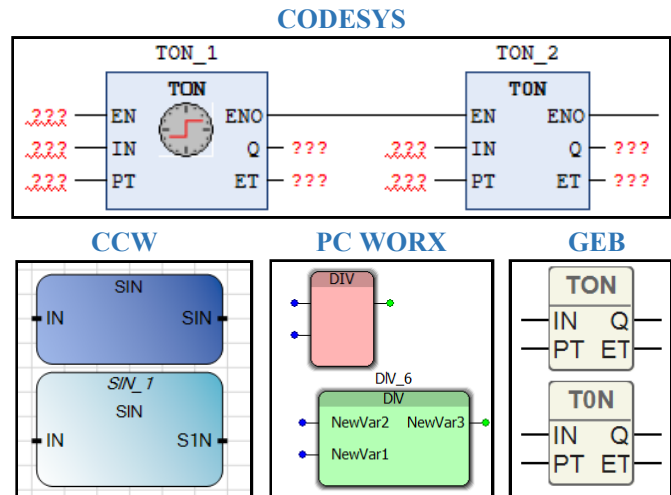 CODESYS
TON_1 TON_2
TON T0N
??? EN ENO EN ENO
??? IN Q ??? ??? IN Q ???
??? PT ET ??? ??? PT ET ???
CCW
SIN
IN SIN
SIN_1
SIN
IN S1N
PC WORX
DIV
DIV_6
DIV
NewVar2 NewVar3
NewVar1
GEB
TON
IN Q
PT ET
T0N
IN Q
PT ET